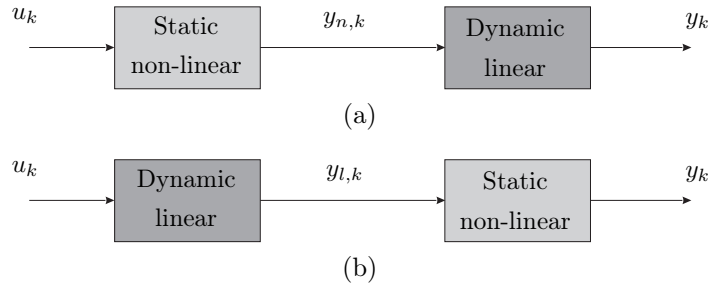 u_k
Static
non-linear
y_{n,k}
Dynamic
linear
y_k
(a)
u_k
Dynamic
linear
y_{l,k}
Static
non-linear
y_k
(b)